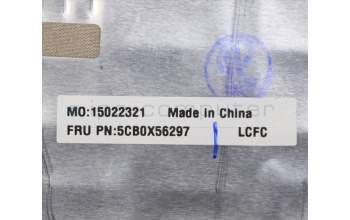 MO:15022321 Made in China
FRU PN:5CB0X56297 LCFC